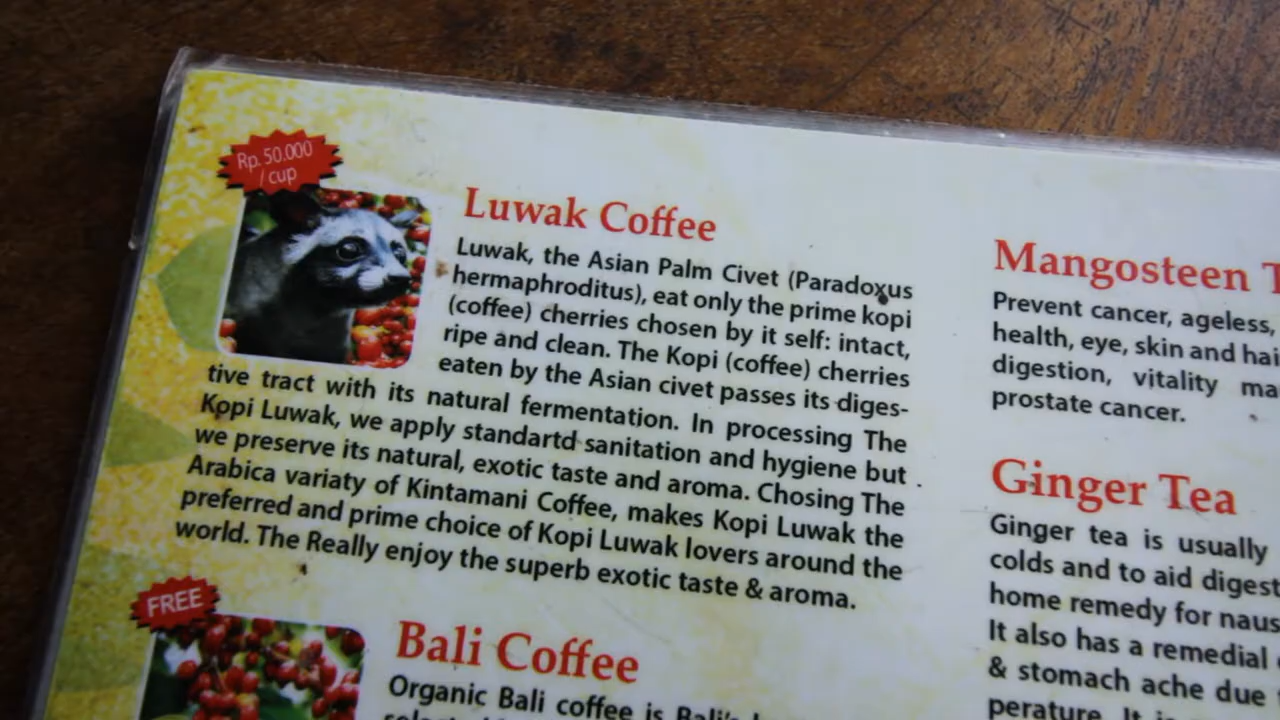 Rp. 50.000
/ cup
Luwak Coffee
Luwak, the Asian Palm Civet (Paradoxus
hermaphroditus), eat only the prime kopi
(coffee) cherries chosen by it self: intact,
ripe and clean. The Kopi (coffee) cherries
eaten by the Asian civet passes its diges-
tive tract with its natural fermentation. In processing The
Kopi Luwak, we apply standartd sanitation and hygiene but
we preserve its natural, exotic taste and aroma. Chosing The
Arabica variaty of Kintamani Coffee, makes Kopi Luwak the
preferred and prime choice of Kopi Luwak lovers around the
world. The Really enjoy the superb exotic taste & aroma.
FREE
Bali Coffee
Organic Bali coffee is Bali's
Mangosteen
Prevent cancer, ageless,
health, eye, skin and hai
digestion, vitality ma
prostate cancer.
Ginger Tea
Ginger tea is usually
colds and to aid digest
home remedy for naus
It also has a remedial
& stomach ache due
perature. It